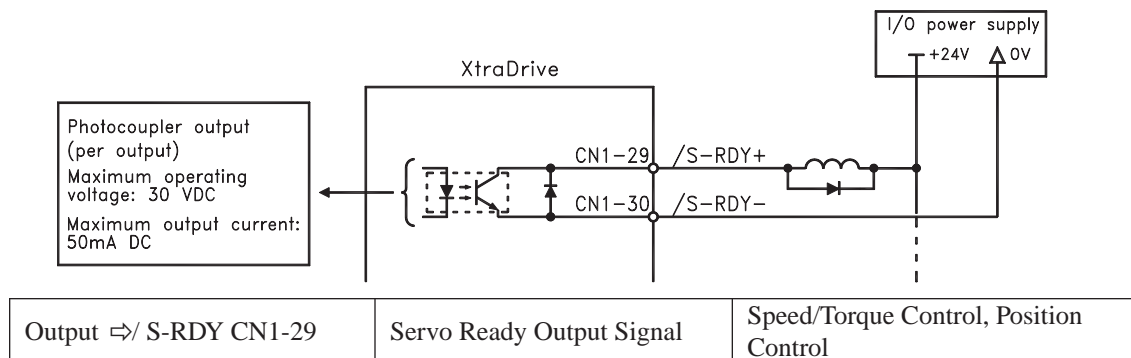 I/O power supply
+24V
0V
XtraDrive
Photocoupler output
(per output)
Maximum operating
voltage: 30 VDC
Maximum output current:
50mA DC
CN1-29
/S-RDY+
CN1-30
/S-RDY-
Output ⇨/ S-RDY CN1-29
Servo Ready Output Signal
Speed/Torque Control, Position
Control